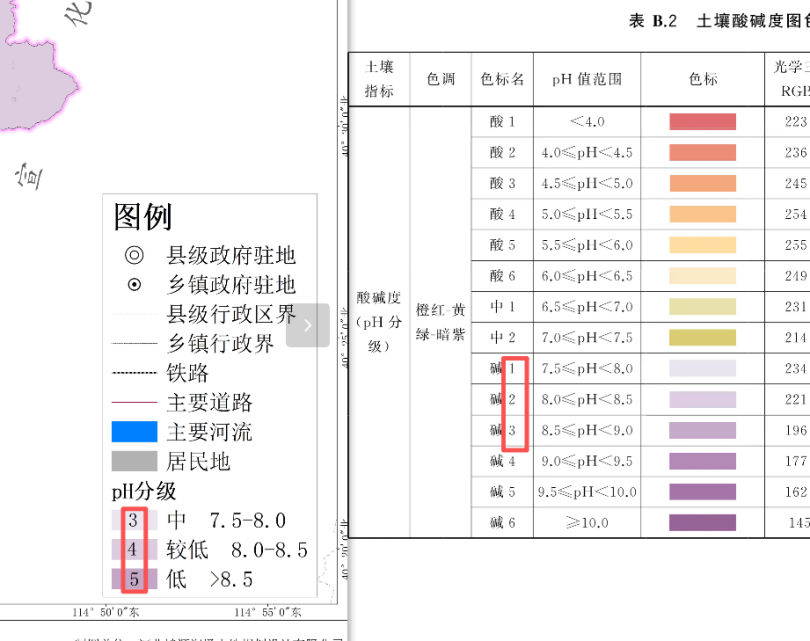 化
宫
图例
县级政府驻地
乡镇政府驻地
县级行政区界
乡镇行政界
铁路
主要道路
主要河流
居民地
pH分级
3 中 7.5-8.0
4 较低 8.0-8.5
5 低 >8.5
114° 50′0″东 114° 55′0″东
表 B.2 土壤酸碱度图色
土壤指标 色调 色标名 pH 值范围 色标 光学三 RGB
酸碱度（pH 分级） 橙红-黄绿-暗紫
酸 1 <4.0 223
酸 2 4.0≤pH<4.5 236
酸 3 4.5≤pH<5.0 245
酸 4 5.0≤pH<5.5 254
酸 5 5.5≤pH<6.0 255
酸 6 6.0≤pH<6.5 249
中 1 6.5≤pH<7.0 231
中 2 7.0≤pH<7.5 214
碱 1 7.5≤pH<8.0 234
碱 2 8.0≤pH<8.5 221
碱 3 8.5≤pH<9.0 196
碱 4 9.0≤pH<9.5 177
碱 5 9.5≤pH<10.0 162
碱 6 ≥10.0 145